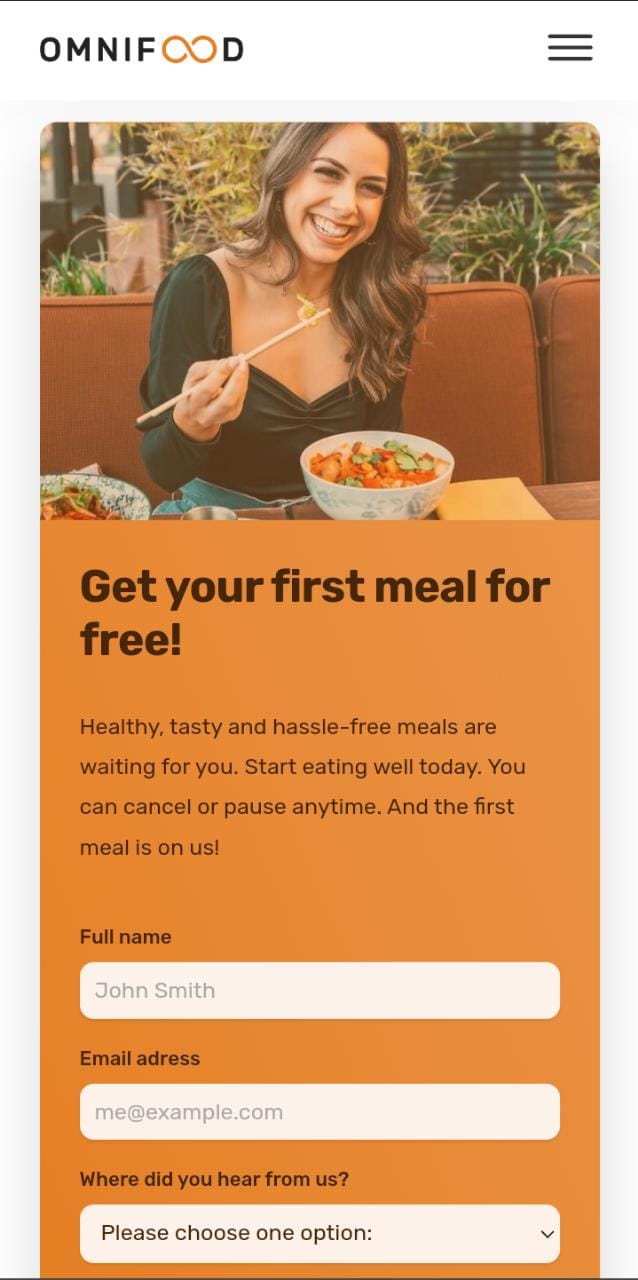 OMNIFOOD
Get your first meal for
free!
Healthy, tasty and hassle-free meals are
waiting for you. Start eating well today. You
can cancel or pause anytime. And the first
meal is on us!
Full name
John Smith
Email adress
me@example.com
Where did you hear from us?
Please choose one option: